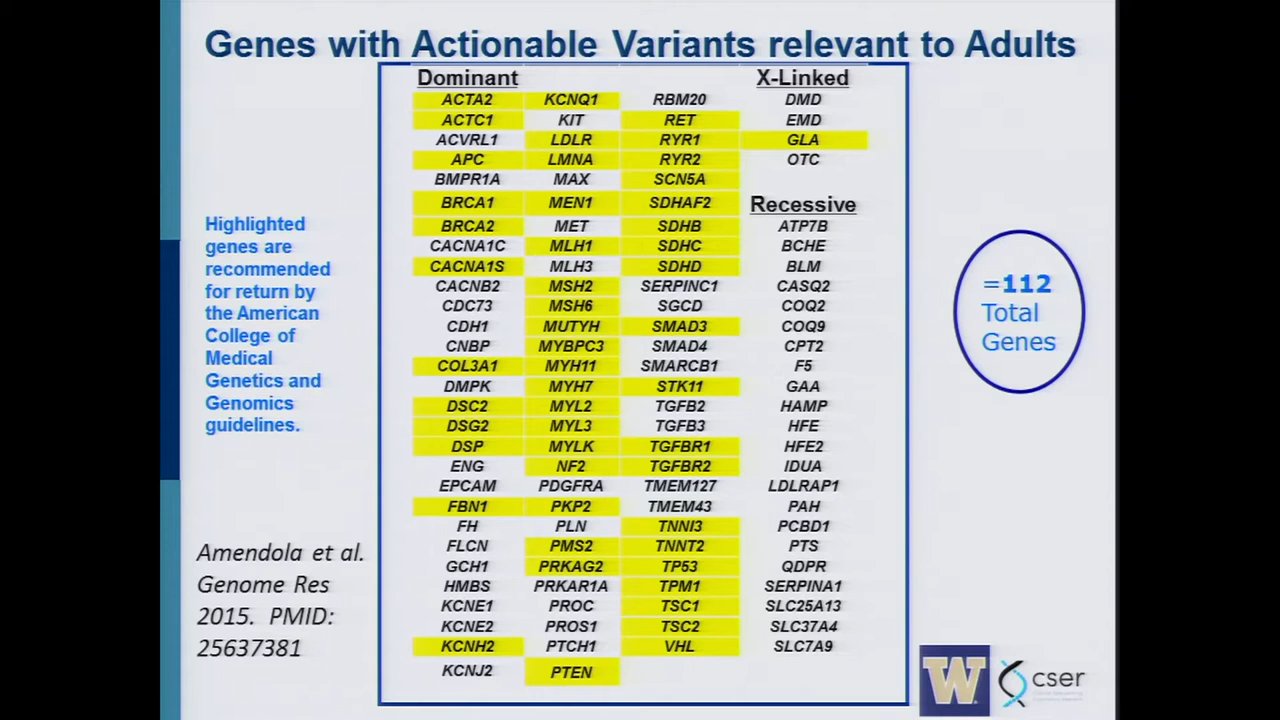 Genes with Actionable Variants relevant to Adults
Highlighted
genes are
recommended
for return by
the American
College of
Medical
Genetics and
Genomics
guidelines.
Amendola et al.
Genome Res
2015. PMID:
25637381
Dominant X-Linked
ACTA2 KCNQ1 RBM20 DMD
ACTC1 KIT RET EMD
ACVRL1 LDLR RYR1 GLA
APC LMNA RYR2 OTC
BMPR1A MAX SCN5A
BRCA1 MEN1 SDHAF2 Recessive
BRCA2 MET SDHB ATP7B
CACNA1C MLH1 SDHC BCHE
CACNA1S MLH3 SDHD BLM
CACNB2 MSH2 SERPINC1 CASQ2
CDC73 MSH6 SGCD COQ2
CDH1 MUTYH SMAD3 COQ9
CNBP MYBPC3 SMAD4 CPT2
COL3A1 MYH11 SMARCB1 F5
DMPK MYH7 STK11 GAA
DSC2 MYL2 TGFB2 HAMP
DSG2 MYL3 TGFB3 HFE
DSP MYLK TGFBR1 HFE2
ENG NF2 TGFBR2 IDUA
EPCAM PDGFRA TMEM127 LDLRAP1
FBN1 PKP2 TMEM43 PAH
FH PLN TNNI3 PCBD1
FLCN PMS2 TNNT2 PTS
GCH1 PRKAG2 TP53 QDPR
HMBS PRKAR1A TPM1 SERPINA1
KCNE1 PROC TSC1 SLC25A13
KCNE2 PROS1 TSC2 SLC37A4
KCNH2 PTCH1 VHL SLC7A9
KCNJ2 PTEN
=112
Total
Genes
W
cser